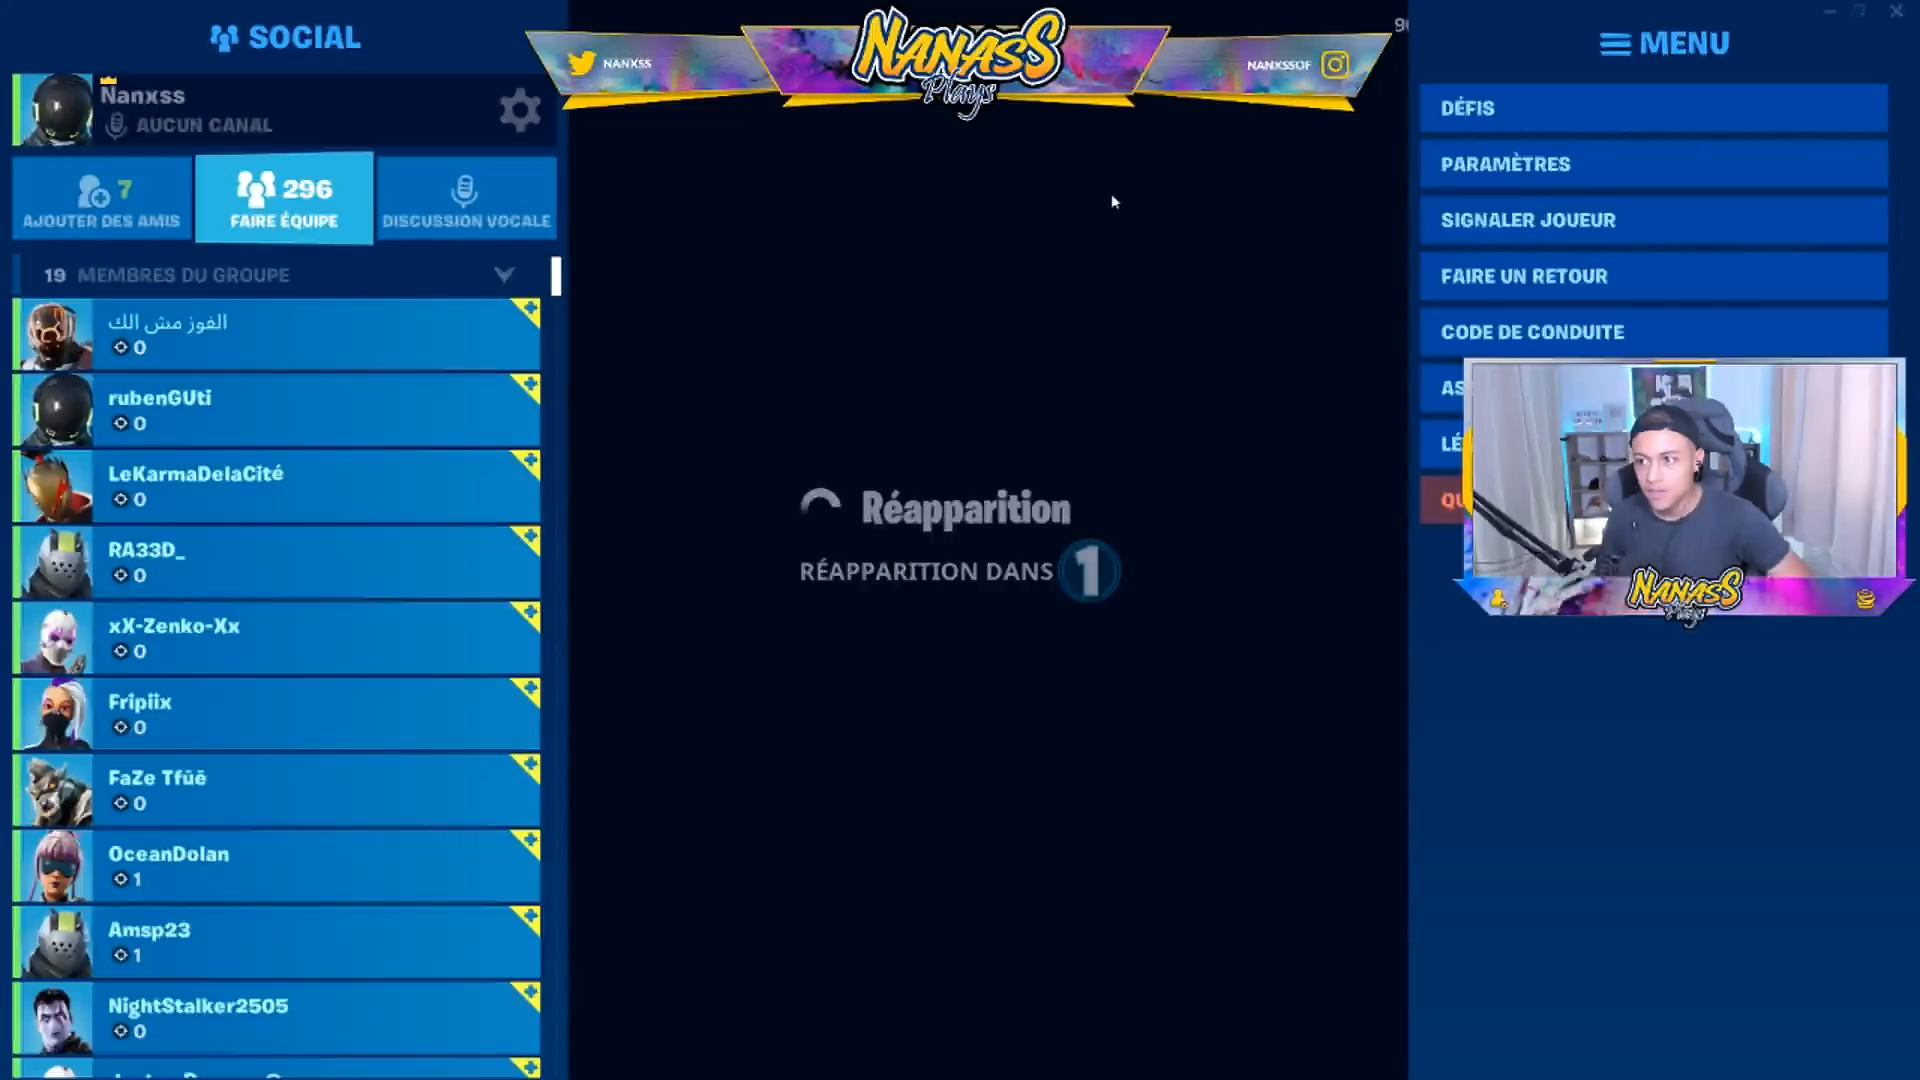 SOCIAL
Nanxss
AUCUN CANAL
7
AJOUTER DES AMIS
296
FAIRE ÉQUIPE
DISCUSSION VOCALE
19 MEMBRES DU GROUPE
الفوز مش الك
0
rubenGUti
0
LeKarmaDelaCité
0
RA33D_
0
xX-Zenko-Xx
0
Fripiix
0
FaZe Tfūē
0
OceanDolan
1
Amsp23
1
NightStalker2505
0
NANXSS
NANASS
Plays
NANXSSOF
Réapparition
RÉAPPARITION DANS 1
MENU
DÉFIS
PARAMÈTRES
SIGNALER JOUEUR
FAIRE UN RETOUR
CODE DE CONDUITE
AS
LÉ
QU
NANASS
Plays